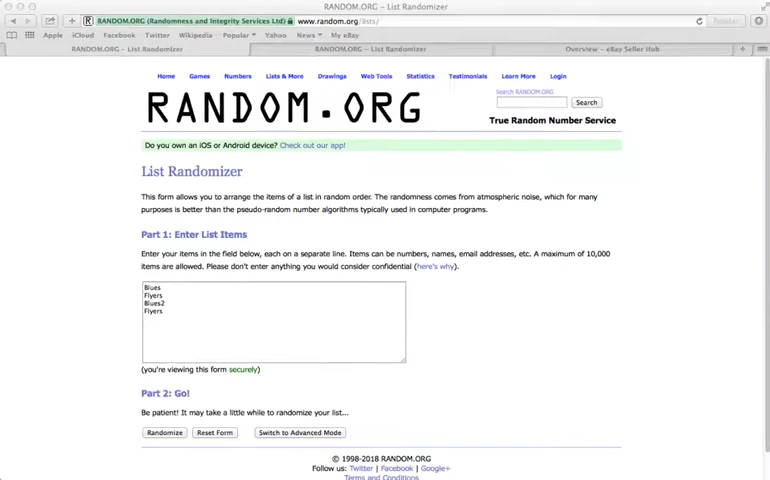 RANDOM.ORG - List Randomizer
RANDOM.ORG (Randomness and Integrity Services Ltd) www.random.org/lists/ Reader
Apple iCloud Facebook Twitter Wikipedia Popular▾ Yahoo News▾ My eBay
RANDOM.ORG - List Randomizer RANDOM.ORG - List Randomizer Overview - eBay Seller Hub
Home Games Numbers Lists & More Drawings Web Tools Statistics Testimonials Learn More Login
RANDOM.ORG
Search RANDOM.ORG
Search
True Random Number Service
Do you own an iOS or Android device? Check out our app!
List Randomizer
This form allows you to arrange the items of a list in random order. The randomness comes from atmospheric noise, which for many
purposes is better than the pseudo-random number algorithms typically used in computer programs.
Part 1: Enter List Items
Enter your items in the field below, each on a separate line. Items can be numbers, names, email addresses, etc. A maximum of 10,000
items are allowed. Please don't enter anything you would consider confidential (here's why).
Blues
Flyers
Blues2
Flyers
(you're viewing this form securely)
Part 2: Go!
Be patient! It may take a little while to randomize your list...
Randomize Reset Form Switch to Advanced Mode
© 1998-2018 RANDOM.ORG
Follow us: Twitter | Facebook | Google+
Terms and Conditions